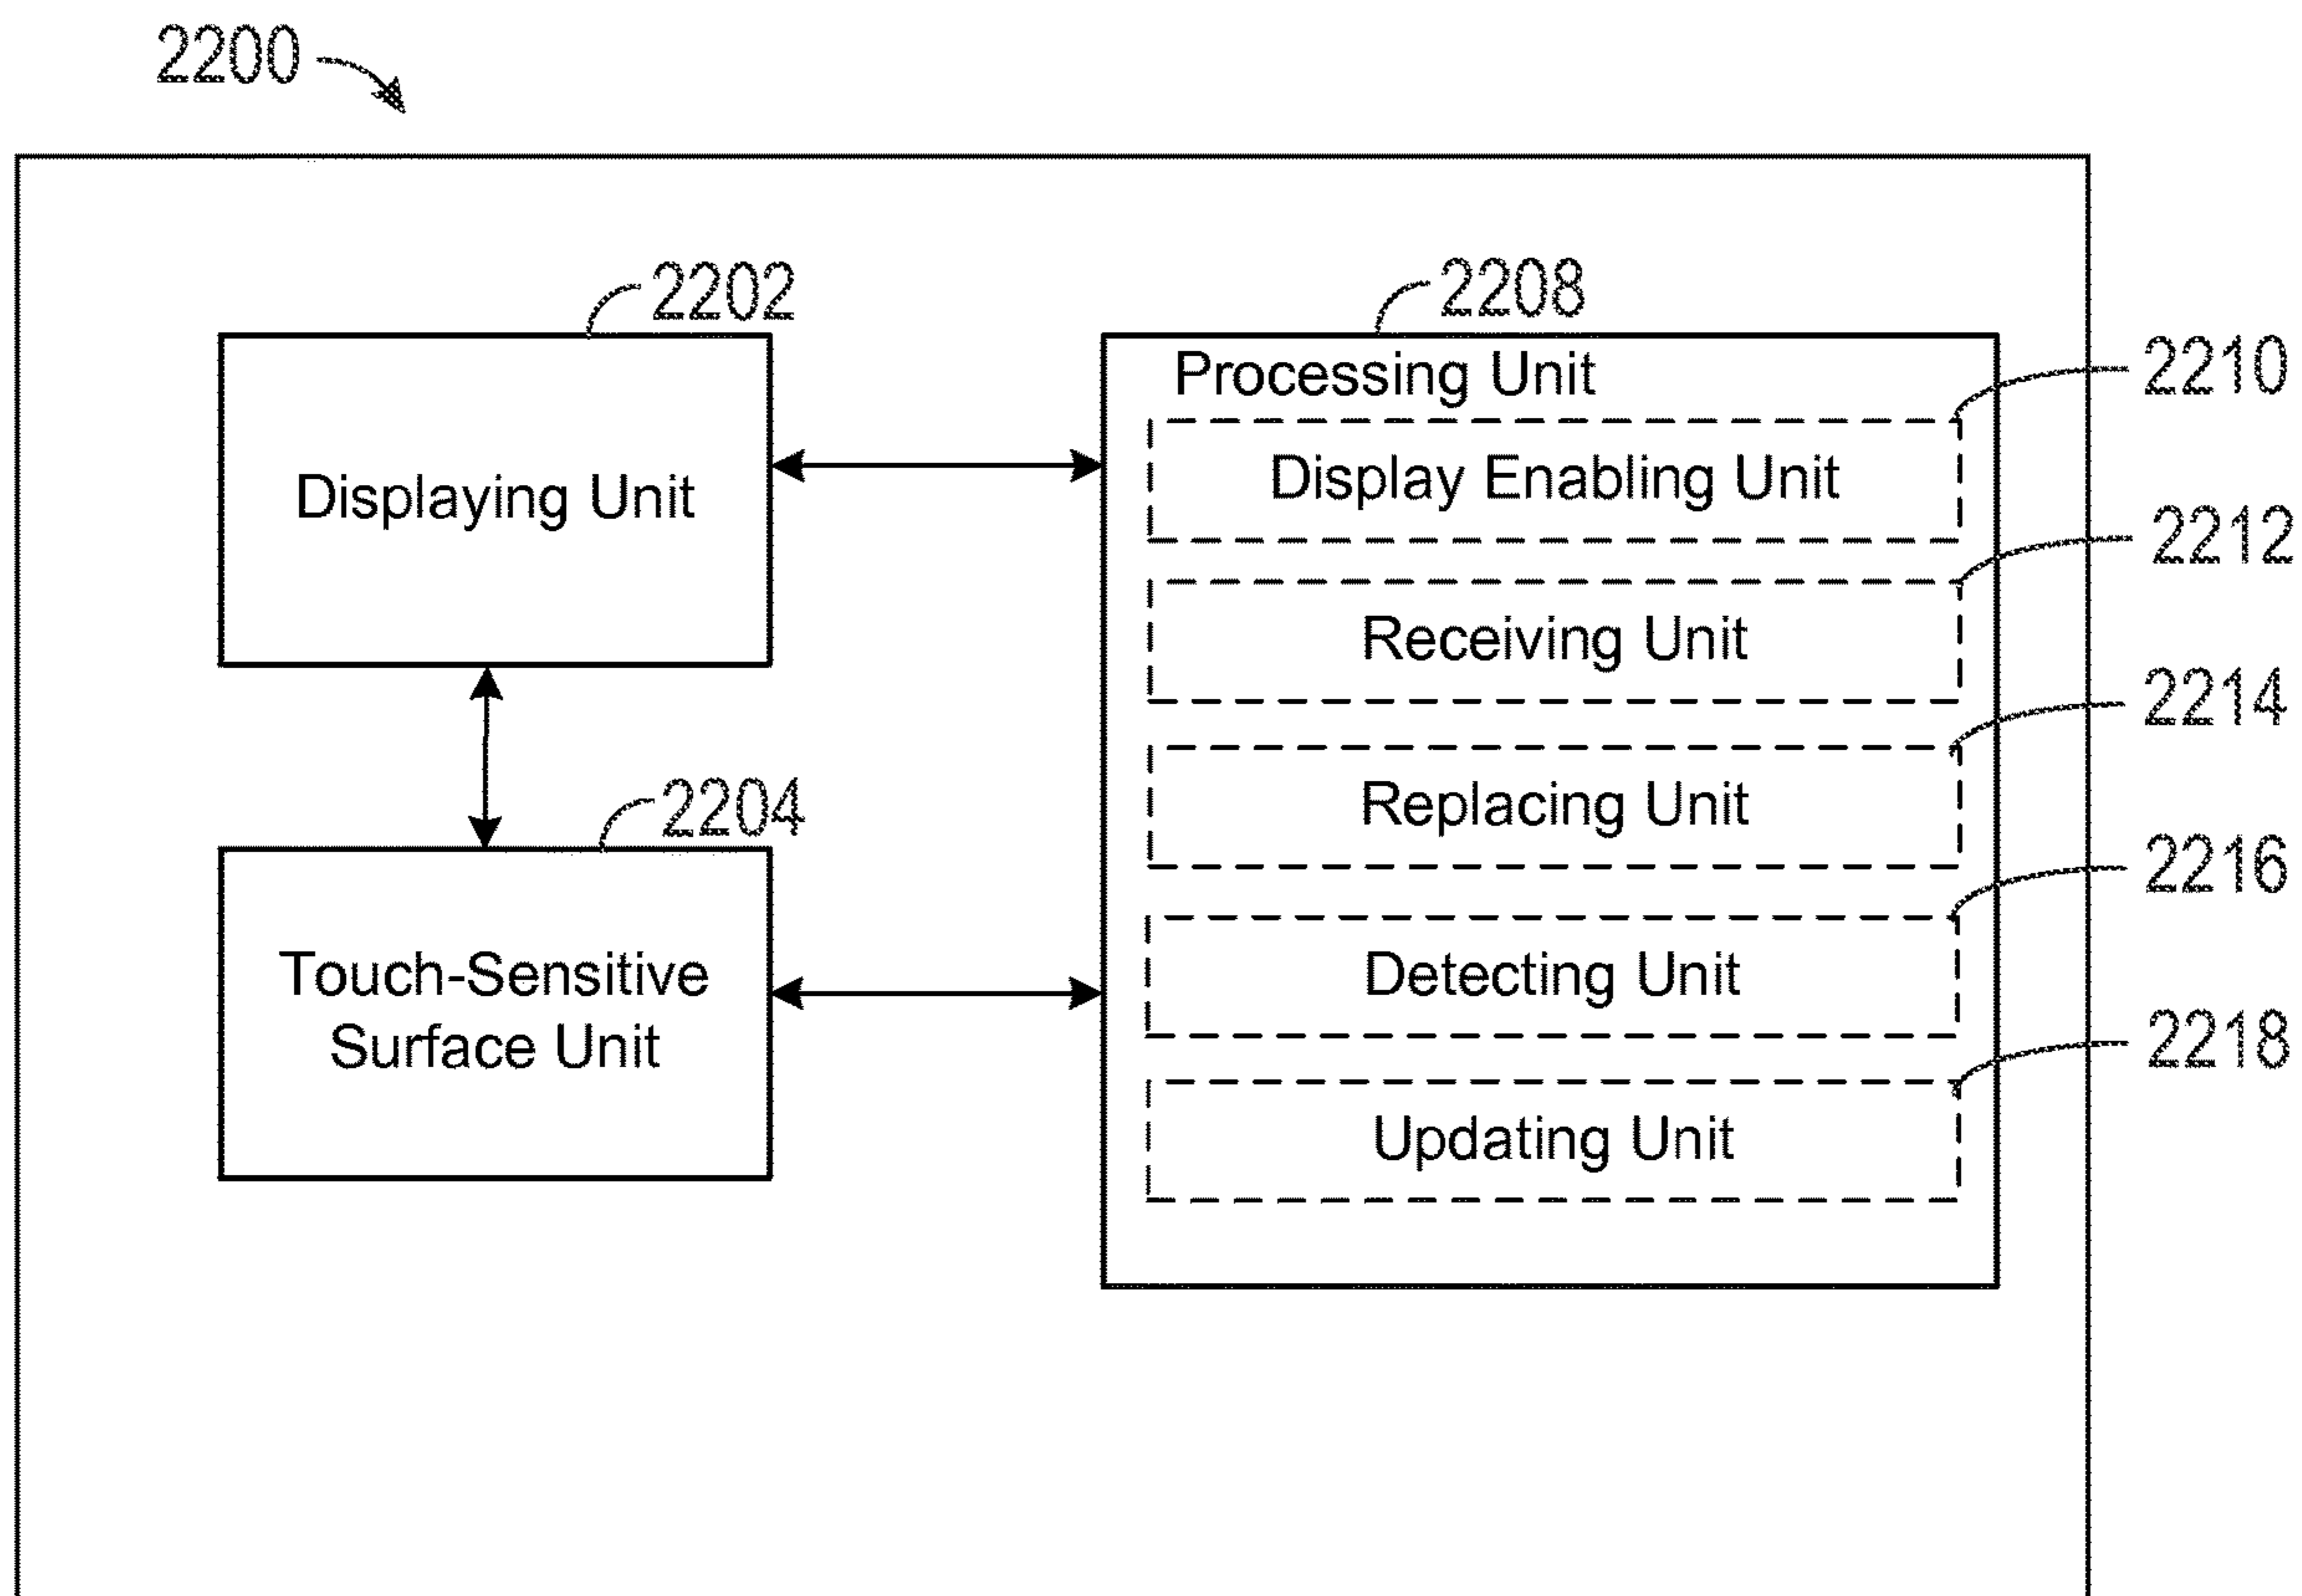 2200
2202
2208
Processing Unit
2210
Display Enabling Unit
Displaying Unit
2212
Receiving Unit
2214
Replacing Unit
2204
2216
Touch-Sensitive
Surface Unit
Detecting Unit
2218
Updating Unit